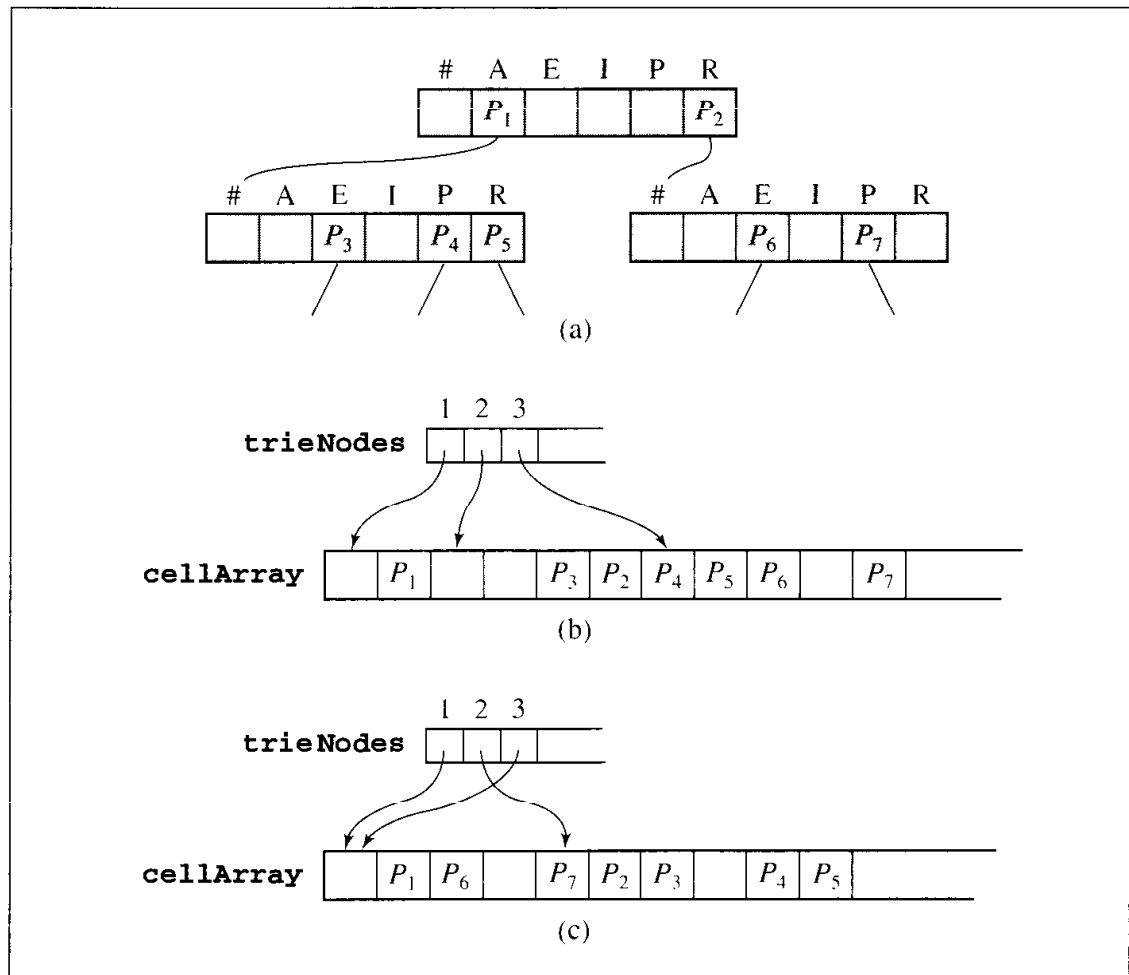 # A E I P R
P1 P2
# A E I P R # A E I P R
P3 P4 P5 P6 P7
(a)
1 2 3
trieNodes
cellArray P1 P3 P2 P4 P5 P6 P7
(b)
1 2 3
trieNodes
cellArray P1 P6 P7 P2 P3 P4 P5
(c)